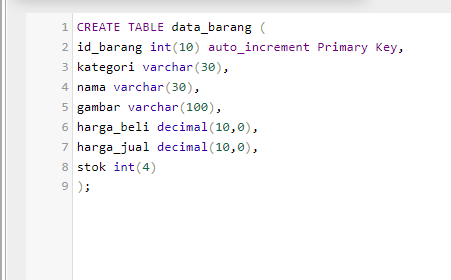 1 CREATE TABLE data_barang (
2 id_barang int(10) auto_increment Primary Key,
3 kategori varchar(30),
4 nama varchar(30),
5 gambar varchar(100),
6 harga_beli decimal(10,0),
7 harga_jual decimal(10,0),
8 stok int(4)
9 );